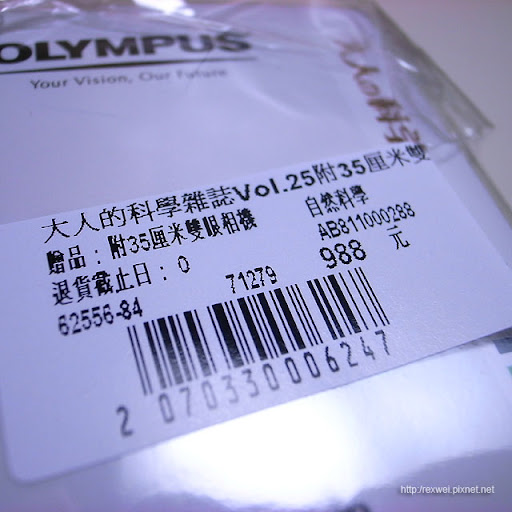 OLYMPUS
Your Vision, Our Future
大人的科學雜誌Vol.25附35厘米雙
贈品：附35厘米雙眼相機
自然科學
退貨截止日：0
AB811000288
71279
988 元
62556-84
2 070330 006247
http://rexwei.pixnet.net